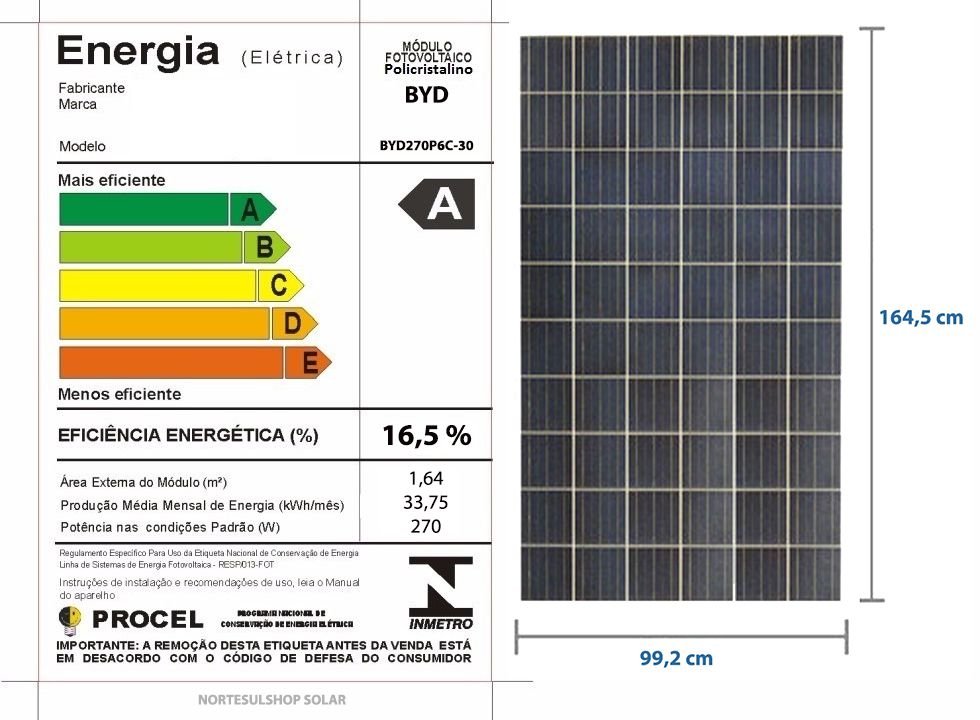 Energia (Elétrica)
MÓDULO
FOTOVOLTAICO
Policristalino
Fabricante
Marca
BYD
Modelo
BYD270P6C-30
Mais eficiente
A
A
B
C
D
E
Menos eficiente
EFICIÊNCIA ENERGÉTICA (%)
16,5 %
Área Externa do Módulo (m²)
1,64
Produção Média Mensal de Energia (kWh/mês)
33,75
Potência nas condições Padrão (W)
270
Regulamento Específico Para Uso da Etiqueta Nacional de Conservação de Energia
Linha de Sistemas de Energia Fotovoltaica - RESP/013-FOT
Instruções de instalação e recomendações de uso, leia o Manual
do aparelho
PROCEL
PROGRAMA NACIONAL DE
CONSERVAÇÃO DE ENERGIA ELÉTRICA
INMETRO
IMPORTANTE: A REMOÇÃO DESTA ETIQUETA ANTES DA VENDA ESTÁ
EM DESACORDO COM O CÓDIGO DE DEFESA DO CONSUMIDOR
NORTESULSHOP SOLAR
164,5 cm
99,2 cm